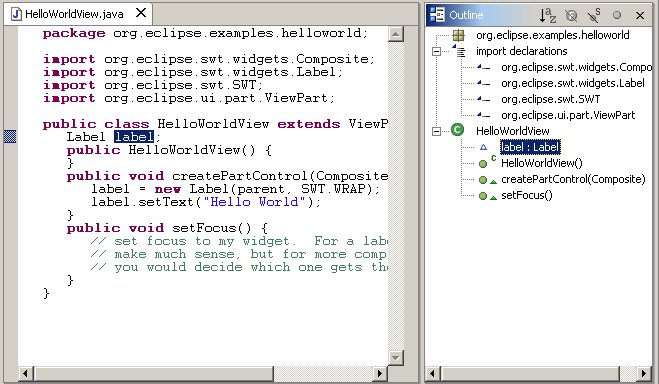 HelloWorldView.java
package org.eclipse.examples.helloworld;
import org.eclipse.swt.widgets.Composite;
import org.eclipse.swt.widgets.Label;
import org.eclipse.swt.SWT;
import org.eclipse.ui.part.ViewPart;
public class HelloWorldView extends ViewP
Label label;
public HelloWorldView() {
}
public void createPartControl(Composite
label = new Label(parent, SWT.WRAP);
label.setText("Hello World");
}
public void setFocus() {
// set focus to my widget.  For a labe
// make much sense, but for more comp
// you would decide which one gets the
}
}
Outline
org.eclipse.examples.helloworld
import declarations
org.eclipse.swt.widgets.Compo
org.eclipse.swt.widgets.Label
org.eclipse.swt.SWT
org.eclipse.ui.part.ViewPart
HelloWorldView
label : Label
HelloWorldView()
createPartControl(Composite)
setFocus()